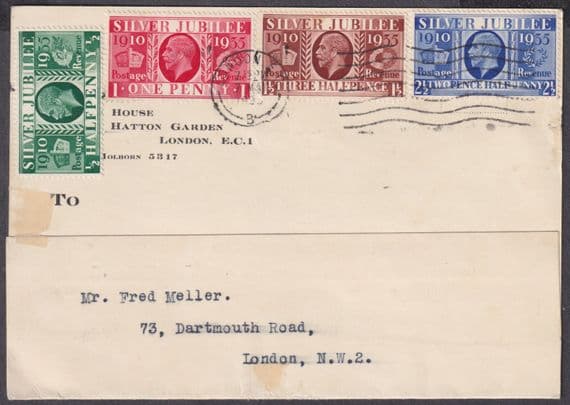 SILVER JUBILEE
1910 1935
Postage Revenue
½ HALFPENNY ½
SILVER JUBILEE
1910 1935
Postage Revenue
1 ONE PENNY 1
SILVER JUBILEE
1910 1935
Postage Revenue
1½ THREE HALFPENCE 1½
SILVER JUBILEE
1910 1935
Postage Revenue
2½ TWO PENCE HALFPENNY 2½
HOUSE
HATTON GARDEN
LONDON, E.C.1
HOLBORN 5317
TO
Mr. Fred Meller.
73, Dartmouth Road,
London, N.W.2.